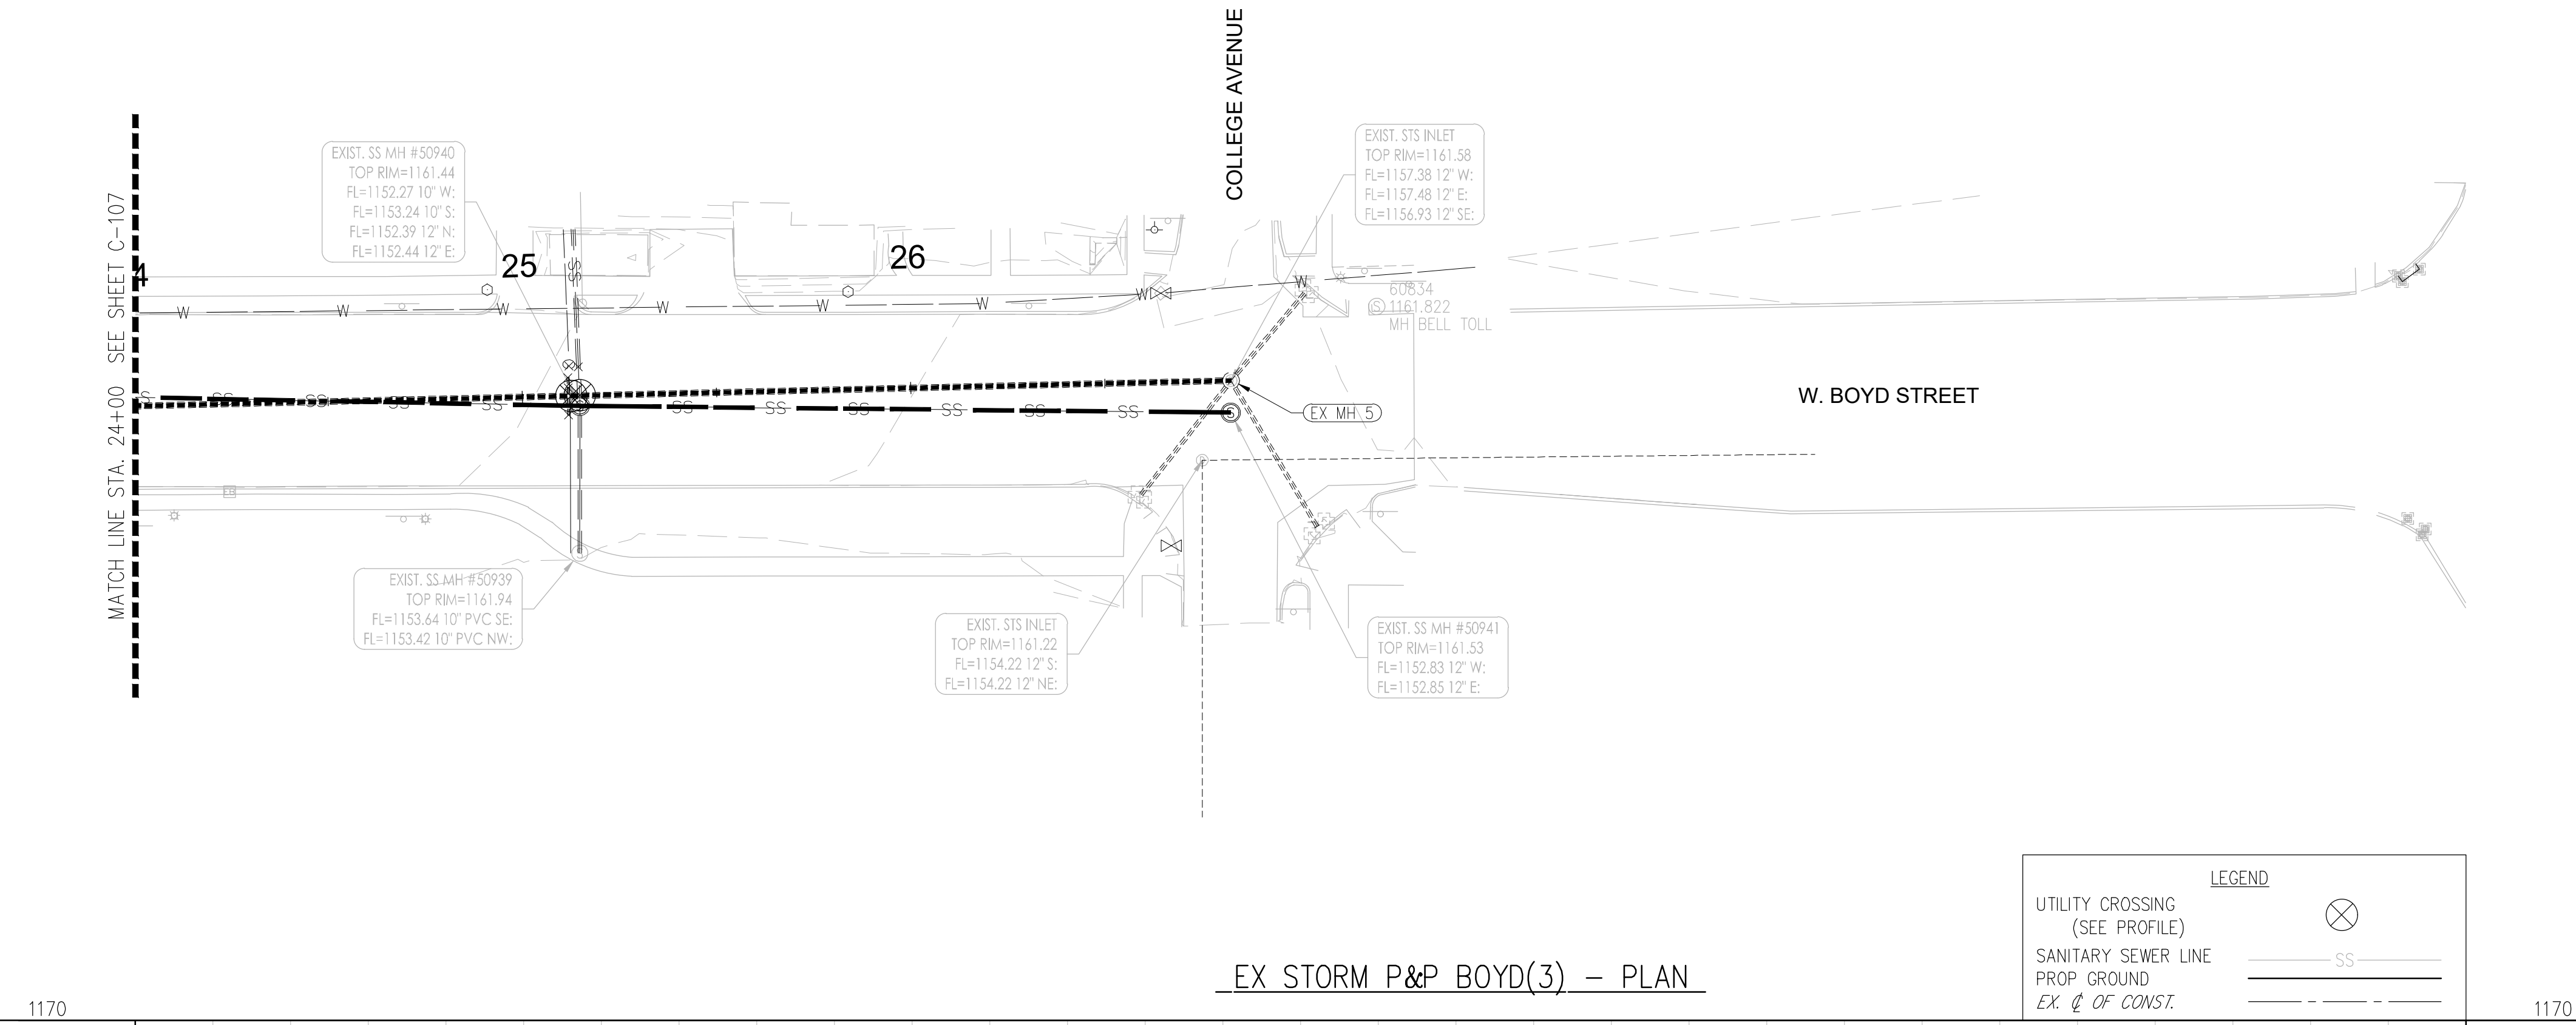 COLLEGE AVENUE
EXIST. SS MH #50940
TOP RIM=1161.44
FL=1152.27 10" W:
FL=1153.24 10" S:
FL=1152.39 12" N:
FL=1152.44 12" E:
EXIST. STS INLET
TOP RIM=1161.58
FL=1157.38 12" W:
FL=1157.48 12" E:
FL=1156.93 12" SE:
MATCH LINE STA. 24+00 SEE SHEET C-107
4
25
26
SS
W W W W W W W W
60834
S 1161.822
MH BELL TOLL
W. BOYD STREET
S SS SS SS SS SS SS SS SS SS SS
S
EX MH 5
EB
EXIST. SS MH #50939
TOP RIM=1161.94
FL=1153.64 10" PVC SE:
FL=1153.42 10" PVC NW:
EXIST. STS INLET
TOP RIM=1161.22
FL=1154.22 12" S:
FL=1154.22 12" NE:
EXIST. SS MH #50941
TOP RIM=1161.53
FL=1152.83 12" W:
FL=1152.85 12" E:
LEGEND
UTILITY CROSSING
(SEE PROFILE)
SANITARY SEWER LINE SS
PROP GROUND
EX. ℄ OF CONST.
EX STORM P&P BOYD(3) – PLAN
1170 1170